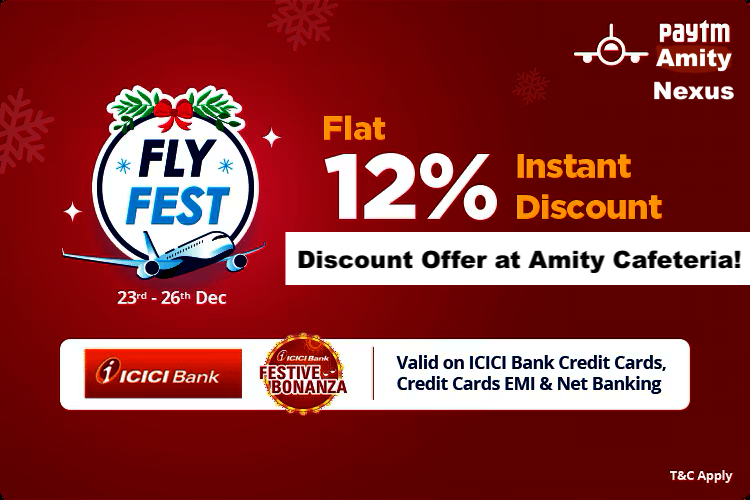 paytm
Amity
Nexus
FLY
FEST
23rd - 26th Dec
Flat
12%
Instant
Discount
Discount Offer at Amity Cafeteria!
i ICICI Bank
i ICICI Bank
FESTIVE
BONANZA
Valid on ICICI Bank Credit Cards,
Credit Cards EMI & Net Banking
T&C Apply